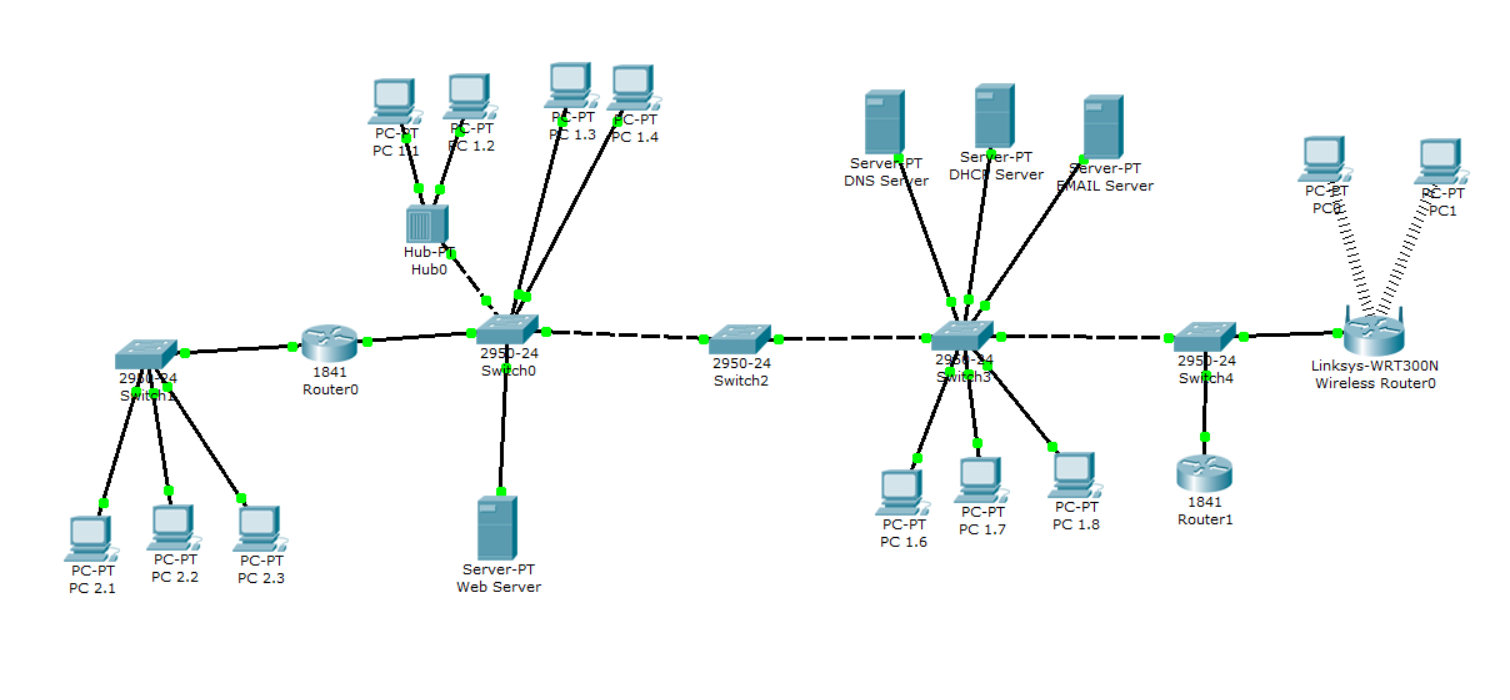 PC-PT
PC 1.1
PC-PT
PC 1.2
PC-PT
PC 1.3
PC-PT
PC 1.4
Hub-PT
Hub0
Server-PT
DNS Server
Server-PT
DHCP Server
Server-PT
EMAIL Server
PC-PT
PC0
PC-PT
PC1
2950-24
Switch1
1841
Router0
2950-24
Switch0
2950-24
Switch2
2950-24
Switch3
2950-24
Switch4
Linksys-WRT300N
Wireless Router0
PC-PT
PC 2.1
PC-PT
PC 2.2
PC-PT
PC 2.3
Server-PT
Web Server
PC-PT
PC 1.6
PC-PT
PC 1.7
PC-PT
PC 1.8
1841
Router1